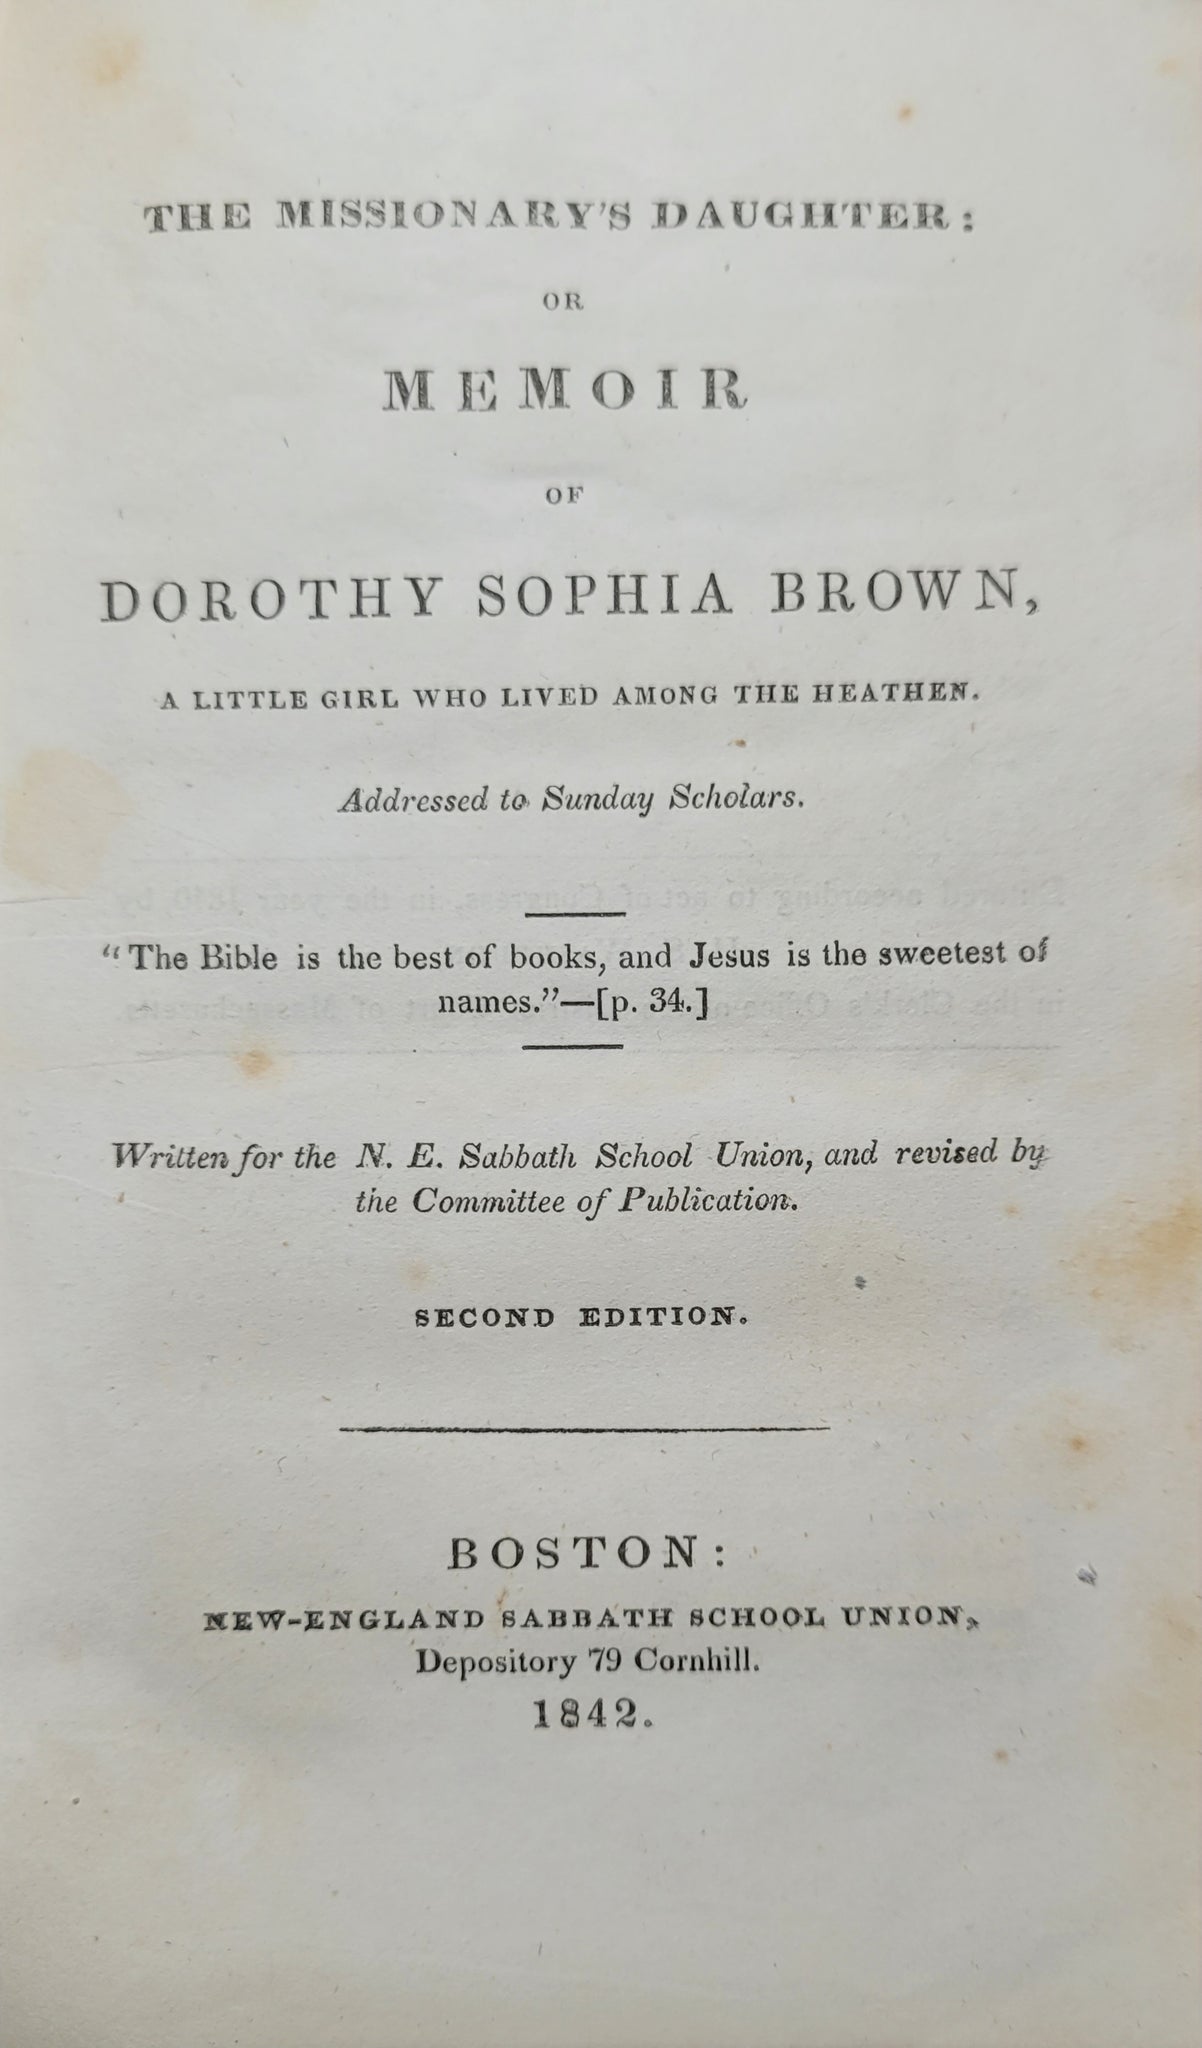 THE MISSIONARY'S DAUGHTER:
OR
MEMOIR
OF
DOROTHY SOPHIA BROWN,
A LITTLE GIRL WHO LIVED AMONG THE HEATHEN.
Addressed to Sunday Scholars.
"The Bible is the best of books, and Jesus is the sweetest of
names."—[p. 34.]
Written for the N. E. Sabbath School Union, and revised by
the Committee of Publication.
SECOND EDITION.
BOSTON:
NEW-ENGLAND SABBATH SCHOOL UNION,
Depository 79 Cornhill.
1842.